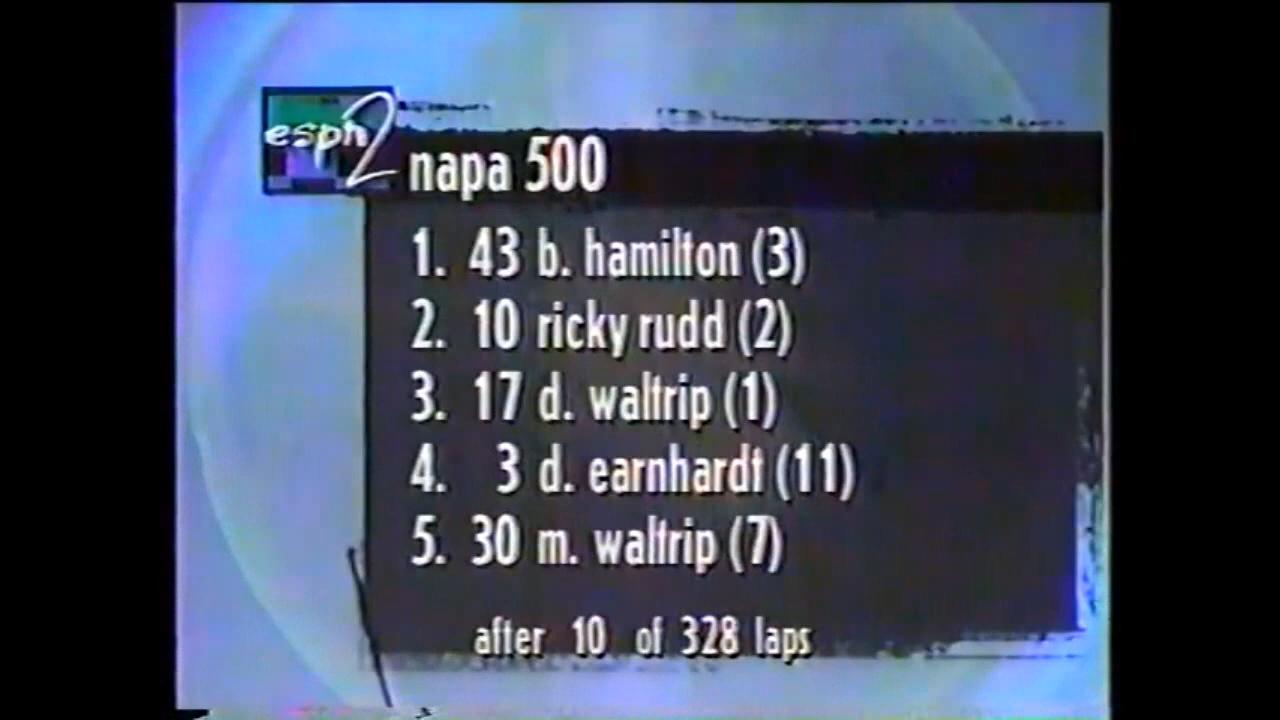 espn2
napa 500
1. 43 b. hamilton (3)
2. 10 ricky rudd (2)
3. 17 d. waltrip (1)
4. 3 d. earnhardt (11)
5. 30 m. waltrip (7)
after 10 of 328 laps